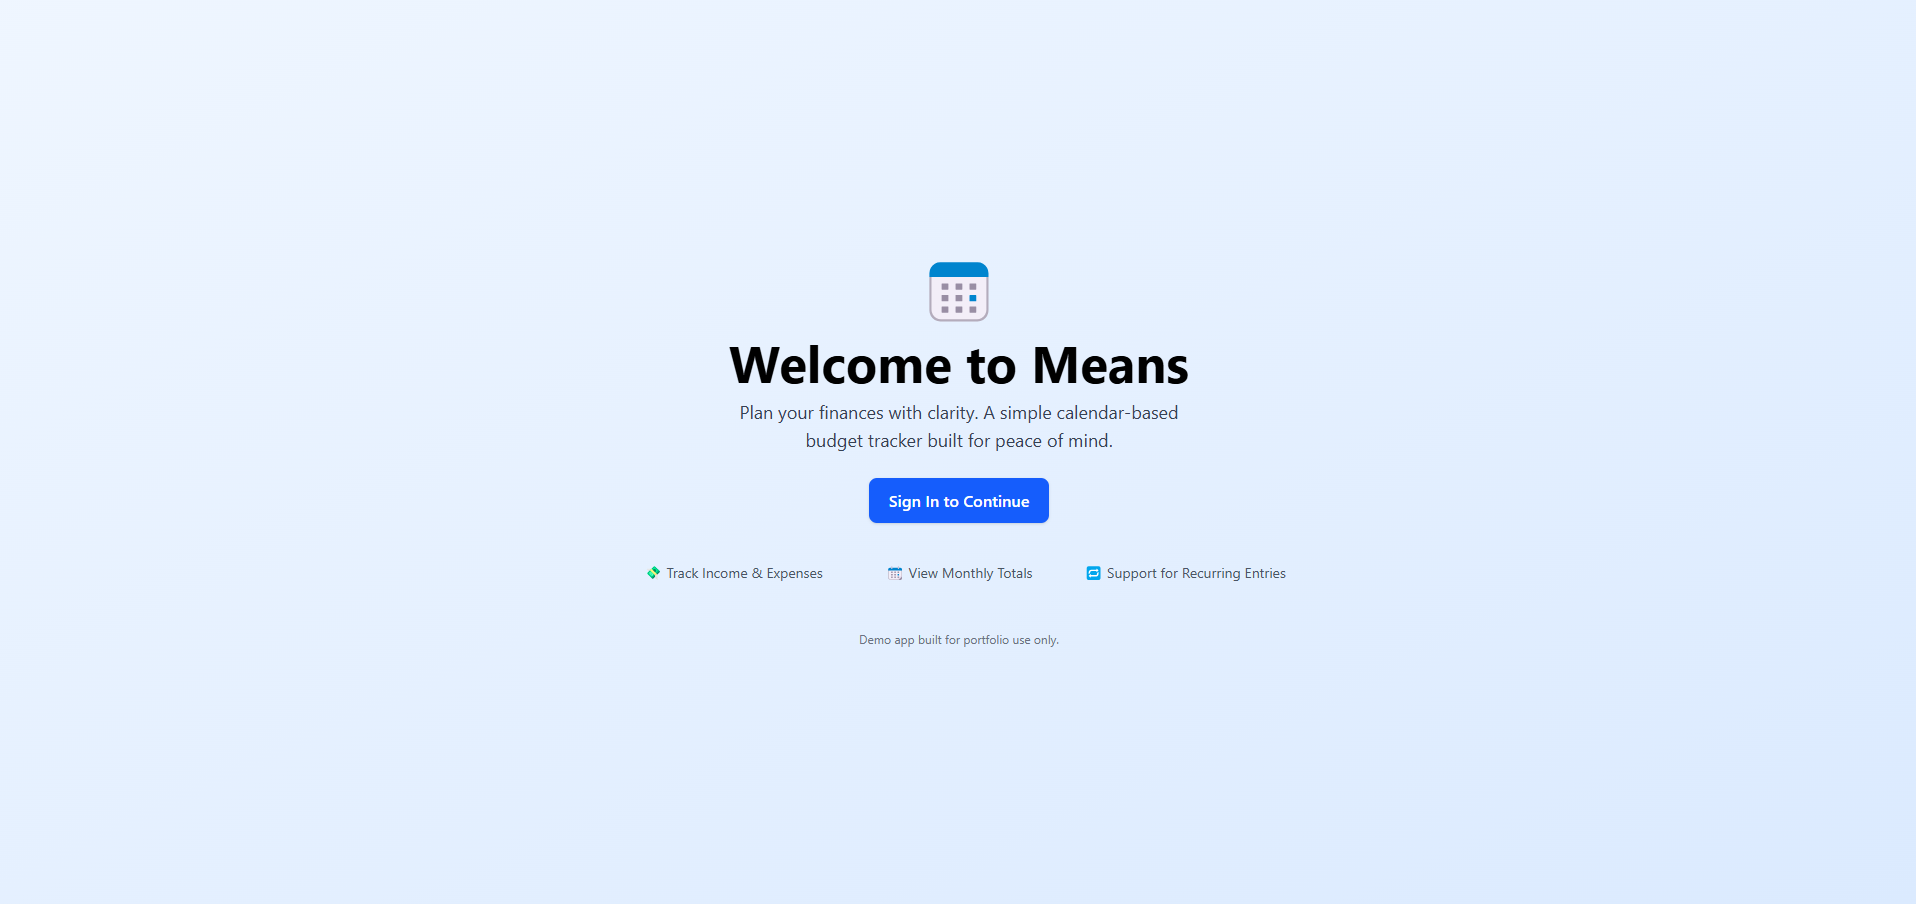 Welcome to Means
Plan your finances with clarity. A simple calendar-based
budget tracker built for peace of mind.
Sign In to Continue
Track Income & Expenses
View Monthly Totals
Support for Recurring Entries
Demo app built for portfolio use only.